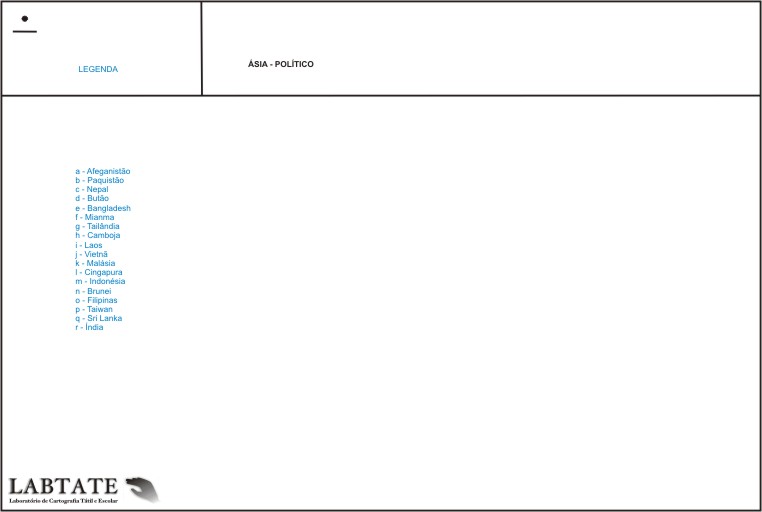 LEGENDA
ÁSIA - POLÍTICO
a - Afeganistão
b - Paquistão
c - Nepal
d - Butão
e - Bangladesh
f - Mianma
g - Tailândia
h - Camboja
i - Laos
j - Vietnã
k - Malásia
l - Cingapura
m - Indonésia
n - Brunei
o - Filipinas
p - Taiwan
q - Sri Lanka
r - Índia
LABTATE
Laboratório de Cartografia Tátil e Escolar